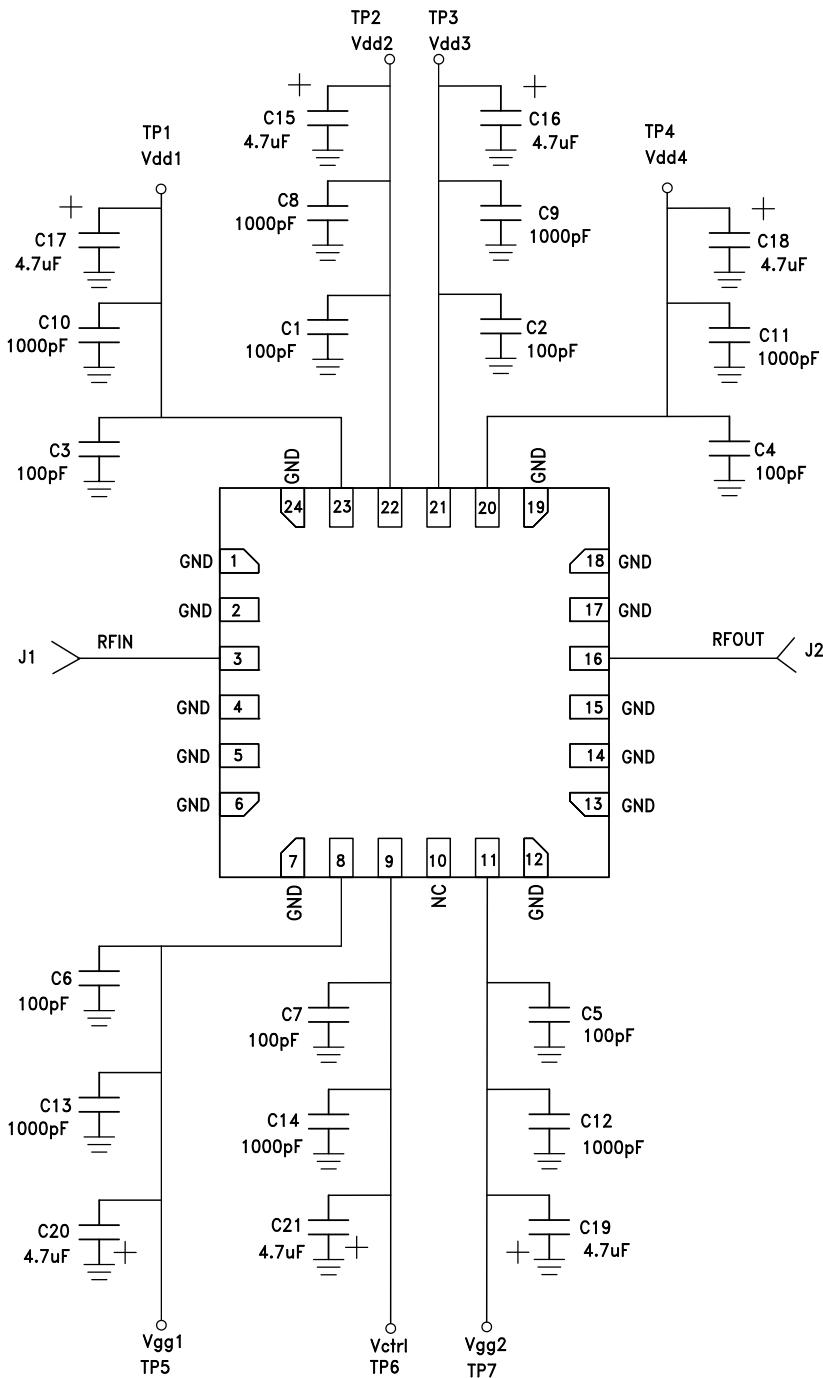 TP2 TP3
Vdd2 Vdd3
+ +
C15 C16
4.7uF 4.7uF
TP1 TP4
Vdd1 Vdd4
C8 C9
1000pF 1000pF
+ +
C17 C18
4.7uF 4.7uF
C10 C1 C2 C11
1000pF 100pF 100pF 1000pF
C3 C4
100pF 100pF
GND GND
24 23 22 21 20 19
GND 1 18 GND
GND 2 17 GND
J1 RFIN 3 16 RFOUT J2
GND 4 15 GND
GND 5 14 GND
GND 6 13 GND
7 8 9 10 11 12
GND NC GND
C6
100pF
C7 C5
100pF 100pF
C13
1000pF
C14 C12
1000pF 1000pF
C20 C21 C19
4.7uF + 4.7uF + + 4.7uF
Vgg1 Vctrl Vgg2
TP5 TP6 TP7